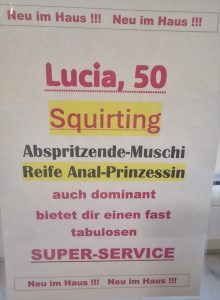 Neu im Haus !!!   Neu im Haus !!!
Lucia, 50
Squirting
Abspritzende-Muschi
Reife Anal-Prinzessin
auch dominant
bietet dir einen fast
tabulosen
SUPER-SERVICE
Neu im Haus !!!   Neu im Haus !!!